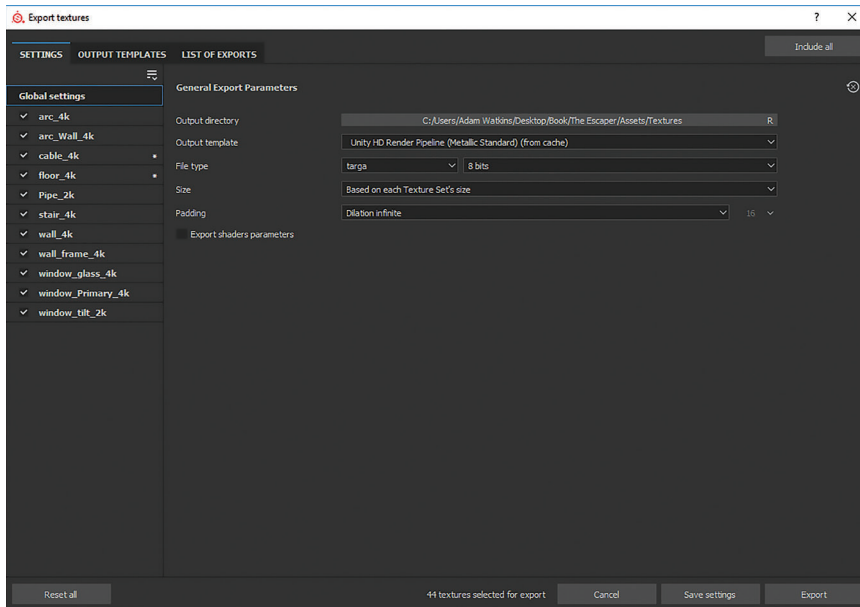 Export textures
?
Include all
SETTINGS OUTPUT TEMPLATES LIST OF EXPORTS
Global settings
arc_4k
arc_Wall_4k
cable_4k
floor_4k
Pipe_2k
stair_4k
wall_4k
wall_frame_4k
window_glass_4k
window_Primary_4k
window_tilt_2k
General Export Parameters
Output directory C:/Users/Adam Watkins/Desktop/Book/The Escaper/Assets/Textures R
Output template Unity HD Render Pipeline (Metallic Standard) (from cache)
File type targa 8 bits
Size Based on each Texture Set's size
Padding Dilation infinite 16
Export shaders parameters
Reset all 44 textures selected for export Cancel Save settings Export